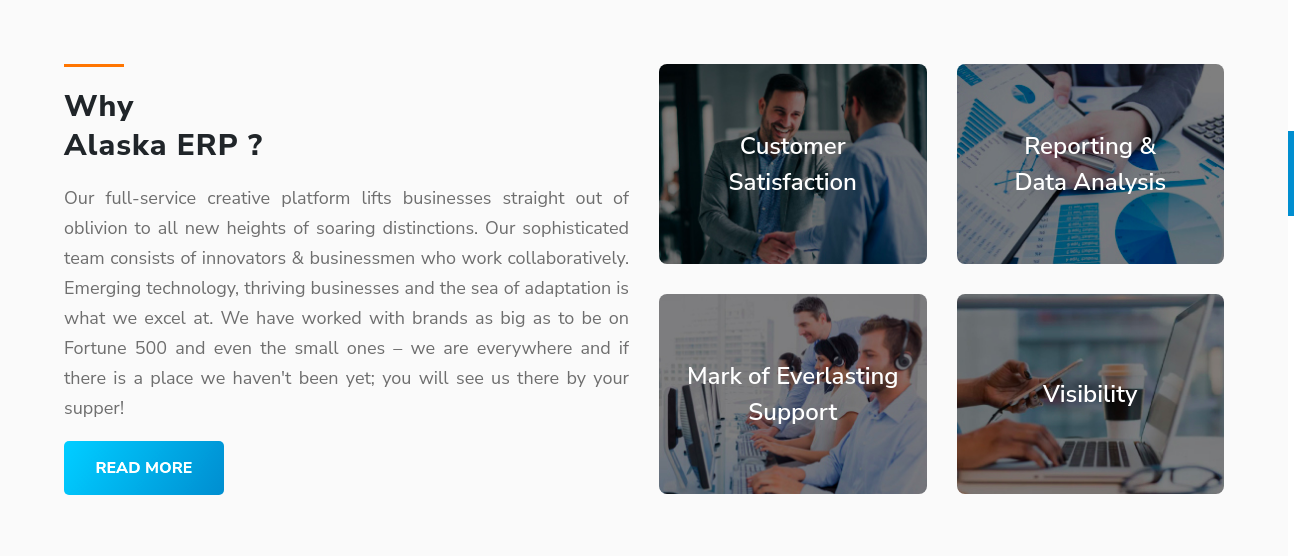 Why
Alaska ERP ?
Our full-service creative platform lifts businesses straight out of
oblivion to all new heights of soaring distinctions. Our sophisticated
team consists of innovators & businessmen who work collaboratively.
Emerging technology, thriving businesses and the sea of adaptation is
what we excel at. We have worked with brands as big as to be on
Fortune 500 and even the small ones – we are everywhere and if
there is a place we haven't been yet; you will see us there by your
supper!
READ MORE
Customer
Satisfaction
Reporting &
Data Analysis
Mark of Everlasting
Support
Visibility